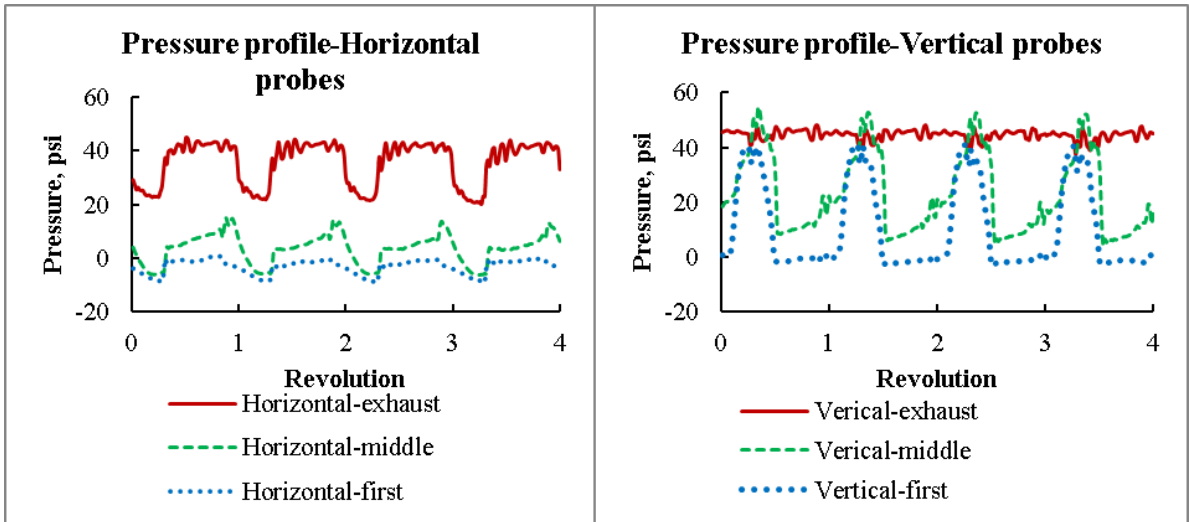 Pressure profile-Horizontal
probes
Pressure, psi
60
40
20
0
-20
0 1 2 3 4
Revolution
Horizontal-exhaust
Horizontal-middle
Horizontal-first
Pressure profile-Vertical probes
Pressure, psi
60
40
20
0
-20
0 1 2 3 4
Revolution
Verical-exhaust
Verical-middle
Vertical-first